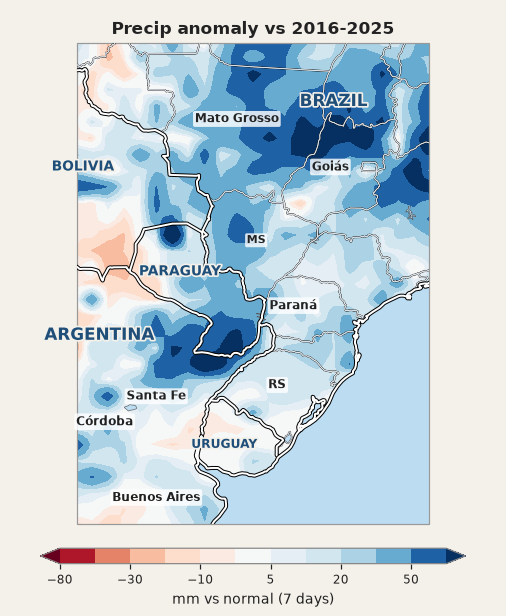 Precip anomaly vs 2016-2025
BRAZIL
Mato Grosso
BOLIVIA
Goiás
MS
PARAGUAY
Paraná
ARGENTINA
RS
Santa Fe
Córdoba
URUGUAY
Buenos Aires
−80 −30 −10 5 20 50
mm vs normal (7 days)